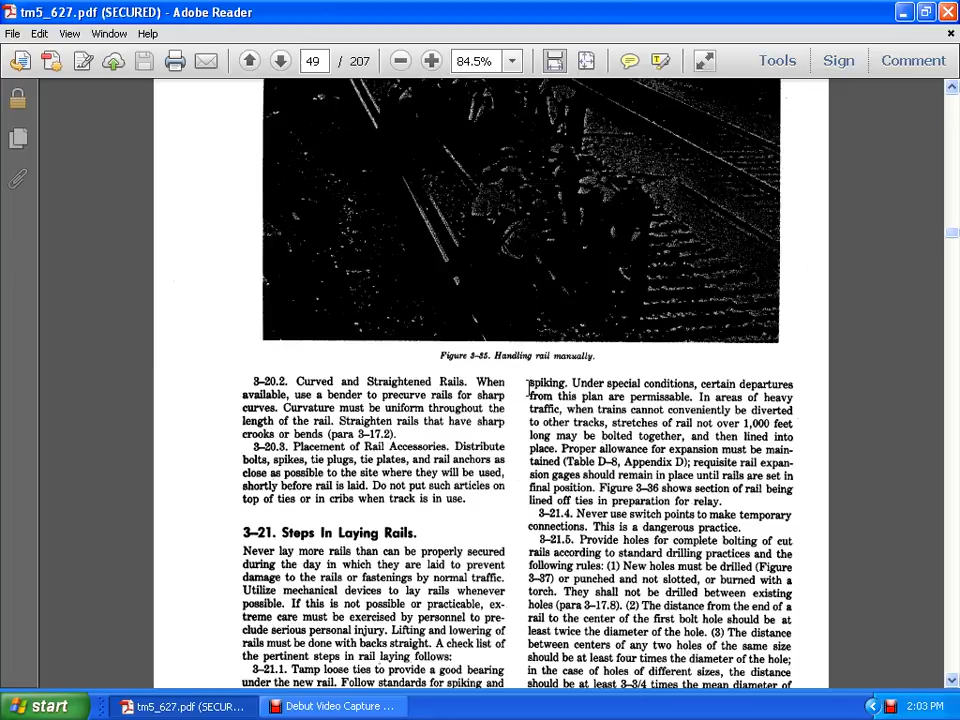 tm5_627.pdf (SECURED) - Adobe Reader
File Edit View Window Help
49 / 207 84.5% Tools Sign Comment
Figure 3-35. Handling rail manually.
3-20.2. Curved and Straightened Rails. When
available, use a bender to precurve rails for sharp
curves. Curvature must be uniform throughout the
length of the rail. Straighten rails that have sharp
crooks or bends (para 3-17.2).
3-20.3. Placement of Rail Accessories. Distribute
bolts, spikes, tie plugs, tie plates, and rail anchors as
close as possible to the site where they will be used,
shortly before rail is laid. Do not put such articles on
top of ties or in cribs when track is in use.
3-21. Steps In Laying Rails.
Never lay more rails than can be properly secured
during the day in which they are laid to prevent
damage to the rails or fastenings by normal traffic.
Utilize mechanical devices to lay rails whenever
possible. If this is not possible or practicable, ex-
treme care must be exercised by personnel to pre-
clude serious personal injury. Lifting and lowering of
rails must be done with backs straight. A check list of
the pertinent steps in rail laying follows:
3-21.1. Tamp loose ties to provide a good bearing
under the new rail. Follow standards for spiking and
spiking. Under special conditions, certain departures
from this plan are permissable. In areas of heavy
traffic, when trains cannot conveniently be diverted
to other tracks, stretches of rail not over 1,000 feet
long may be bolted together, and then lined into
place. Proper allowance for expansion must be main-
tained (Table D-8, Appendix D); requisite rail expan-
sion gages should remain in place until rails are set in
final position. Figure 3-36 shows section of rail being
lined off ties in preparation for relay.
3-21.4. Never use switch points to make temporary
connections. This is a dangerous practice.
3-21.5. Provide holes for complete bolting of cut
rails according to standard drilling practices and the
following rules: (1) New holes must be drilled (Figure
3-37) or punched and not slotted, or burned with a
torch. They shall not be drilled between existing
holes (para 3-17.8). (2) The distance from the end of a
rail to the center of the first bolt hole should be at
least twice the diameter of the hole. (3) The distance
between centers of any two holes of the same size
should be at least four times the diameter of the hole;
in the case of holes of different sizes, the distance
should be at least 3-3/4 times the mean diameter of
start tm5_627.pdf (SECUR... Debut Video Capture ... 2:03 PM